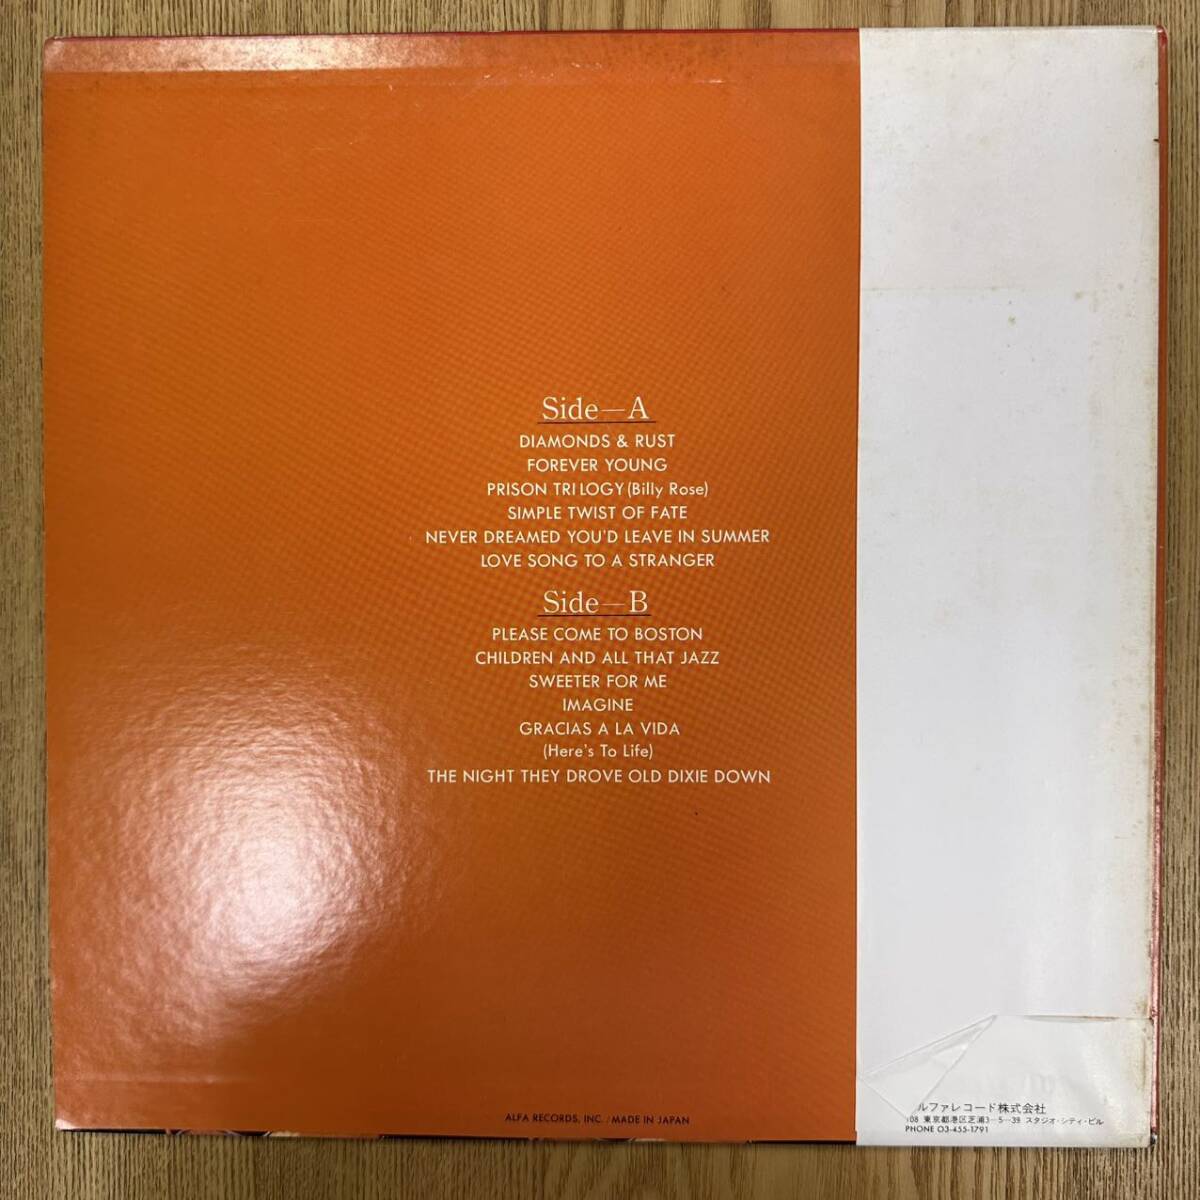 Side—A
DIAMONDS & RUST
FOREVER YOUNG
PRISON TRILOGY (Billy Rose)
SIMPLE TWIST OF FATE
NEVER DREAMED YOU'D LEAVE IN SUMMER
LOVE SONG TO A STRANGER
Side—B
PLEASE COME TO BOSTON
CHILDREN AND ALL THAT JAZZ
SWEETER FOR ME
IMAGINE
GRACIAS A LA VIDA
(Here's To Life)
THE NIGHT THEY DROVE OLD DIXIE DOWN
ALFA RECORDS, INC. / MADE IN JAPAN
ルファレコード株式会社
108 東京都港区芝浦3-5-39 スタジオ・シティ・ビル
PHONE 03-455-1791